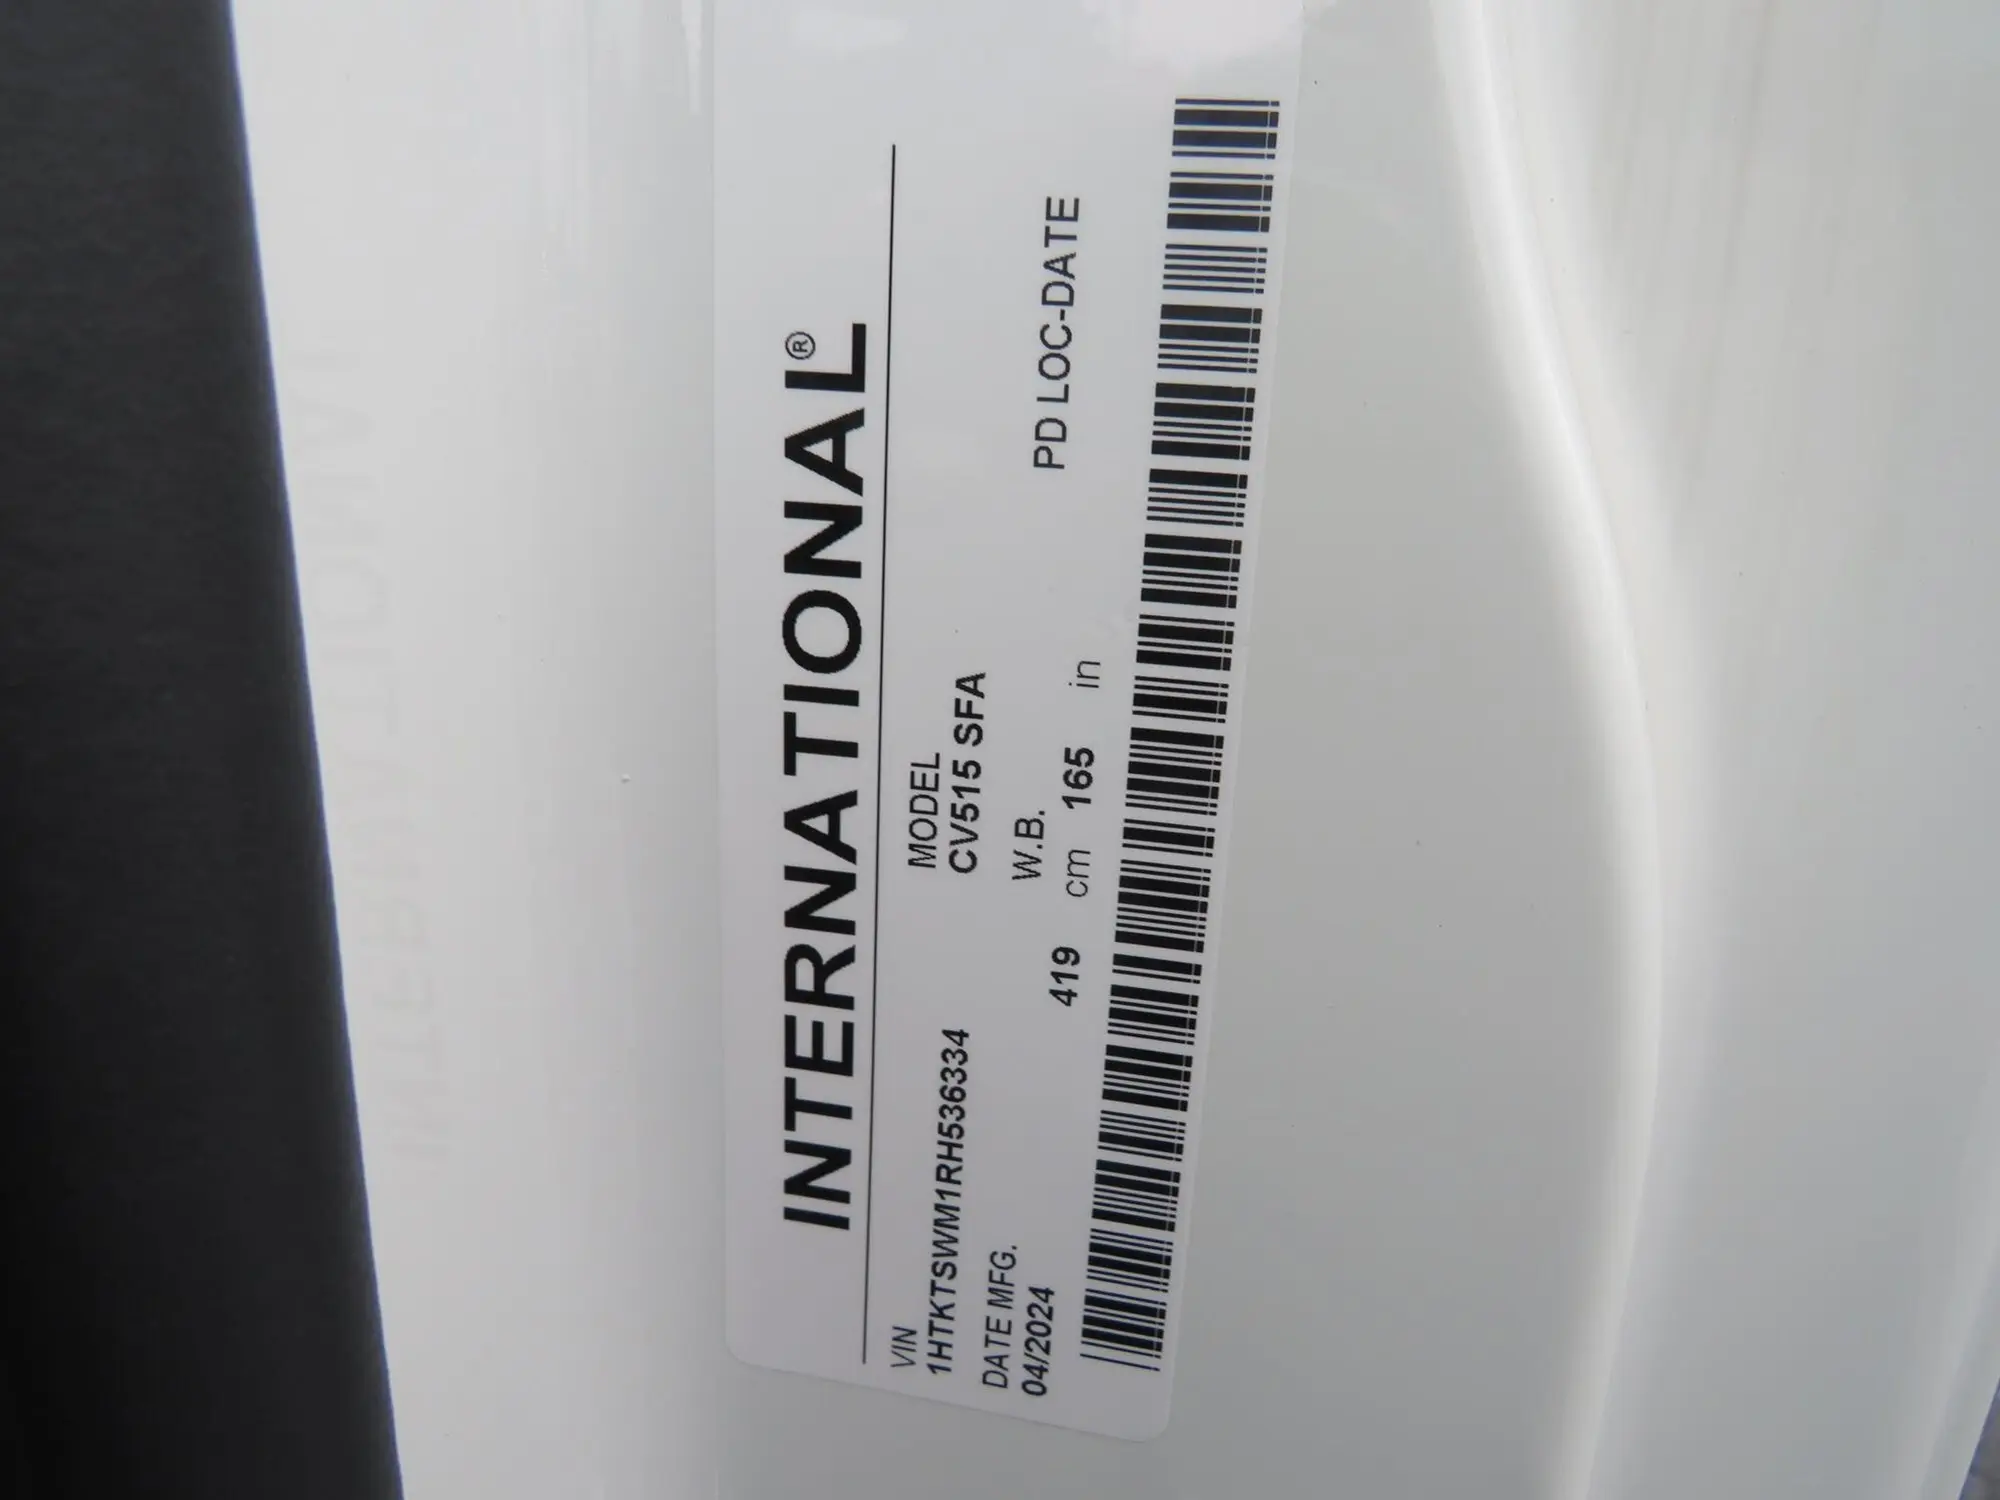 INTERNATIONAL®
VIN
1HTKTSWM1RH536334
MODEL
CV515 SFA
DATE MFG.
04/2024
W.B.
419 cm 165 in
PD LOC-DATE